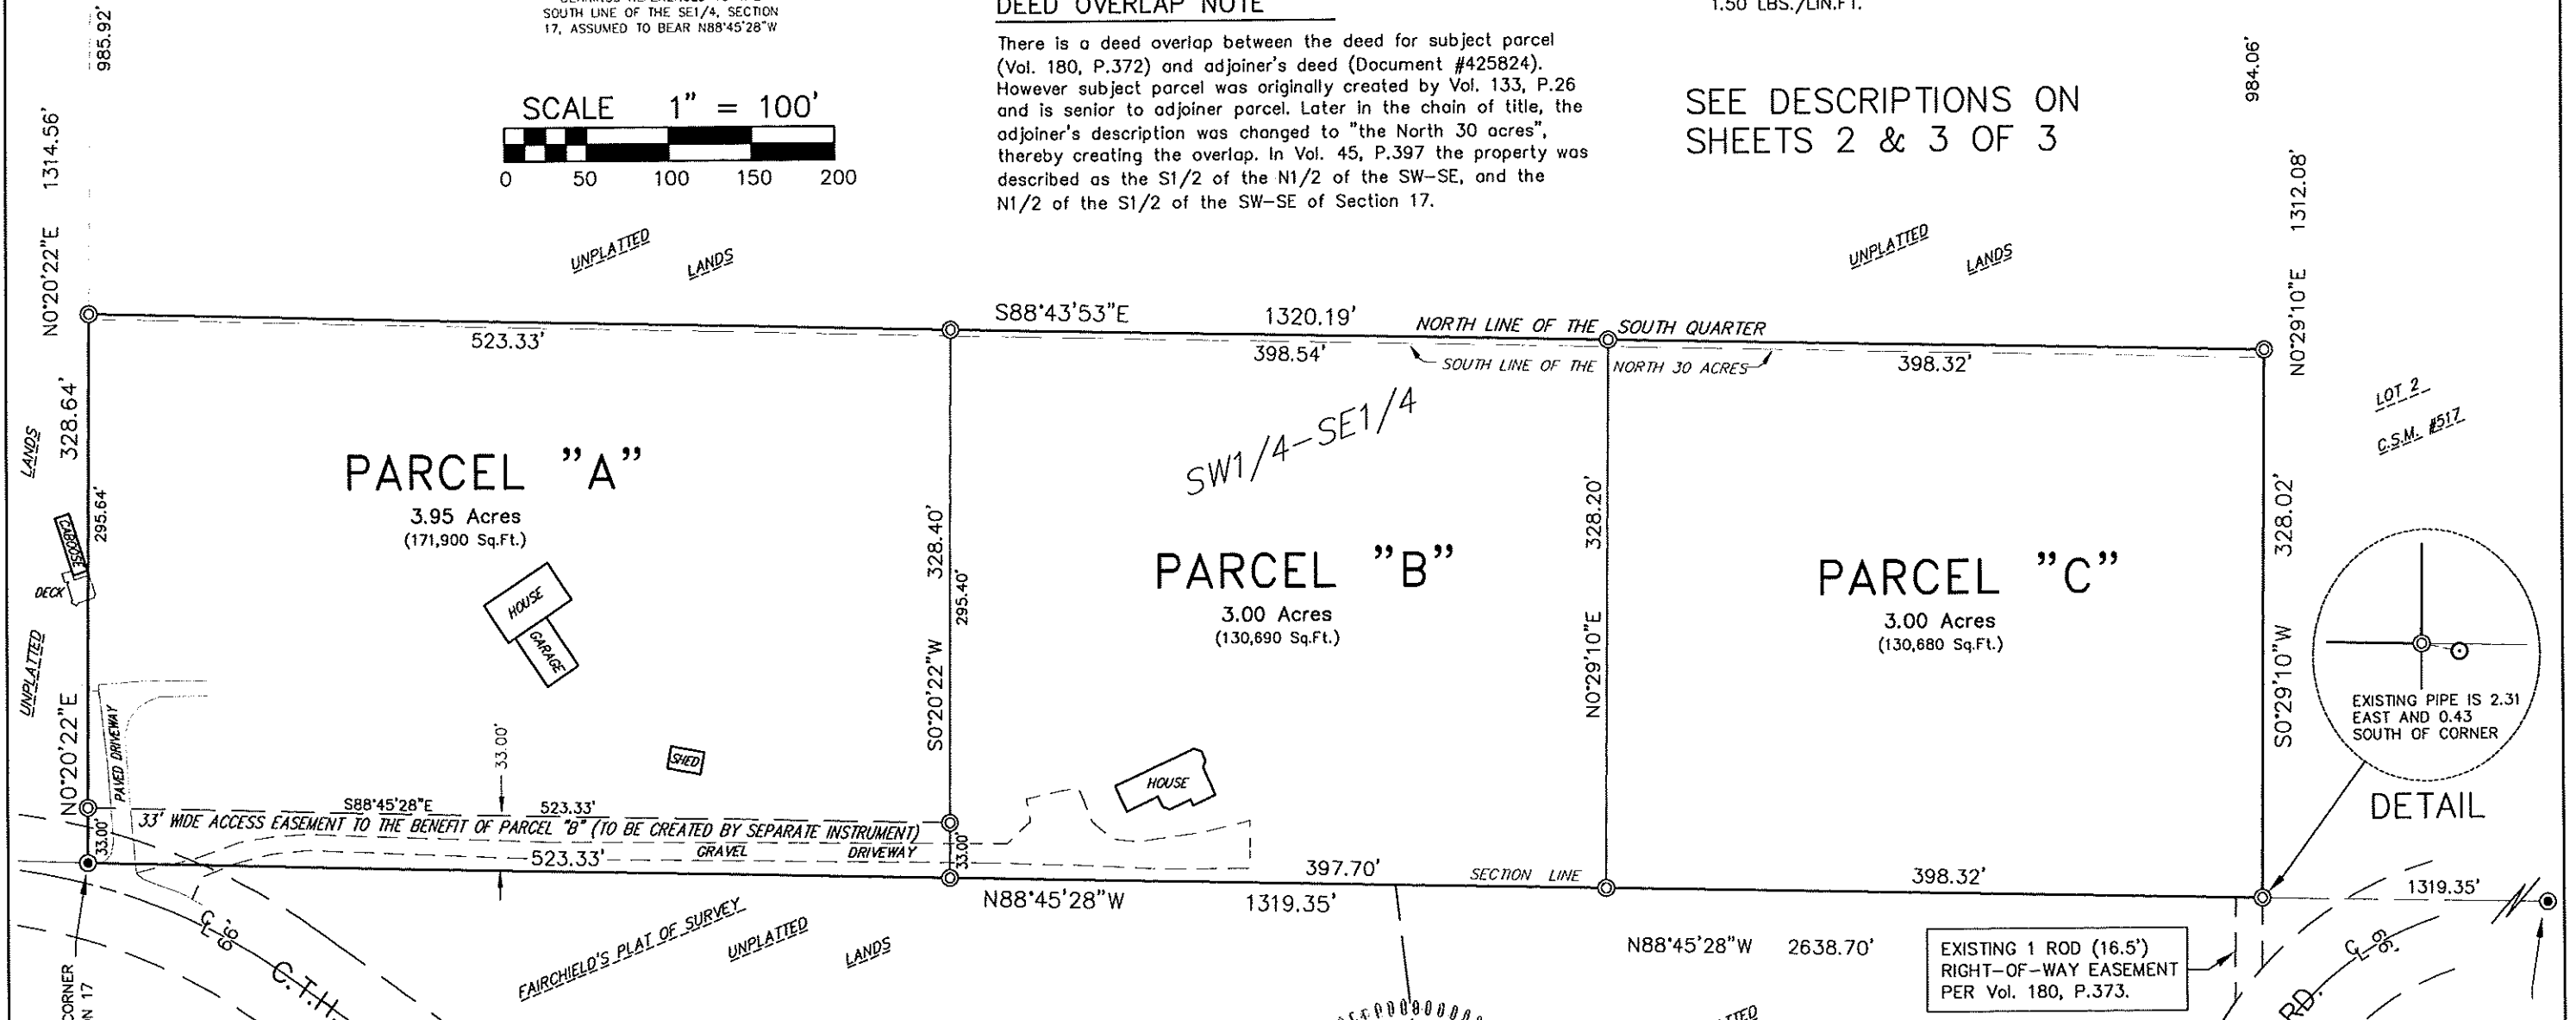 985.92'
SOUTH LINE OF THE SE1/4, SECTION
17, ASSUMED TO BEAR N88°45'28"W
DEED OVERLAP NOTE
There is a deed overlap between the deed for subject parcel
(Vol. 180, P.372) and adjoiner's deed (Document #425824).
However subject parcel was originally created by Vol. 133, P.26
and is senior to adjoiner parcel. Later in the chain of title, the
adjoiner's description was changed to "the North 30 acres",
thereby creating the overlap. In Vol. 45, P.397 the property was
described as the S1/2 of the N1/2 of the SW-SE, and the
N1/2 of the S1/2 of the SW-SE of Section 17.
1.50 LBS./LIN.FT.
984.06'
SCALE 1" = 100'
0 50 100 150 200
SEE DESCRIPTIONS ON
SHEETS 2 & 3 OF 3
N0°20'22"E 1314.56'
N0°29'10"E 1312.08'
UNPLATTED LANDS
UNPLATTED LANDS
S88°43'53"E 1320.19'
NORTH LINE OF THE SOUTH QUARTER
523.33'
398.54'
SOUTH LINE OF THE NORTH 30 ACRES
398.32'
LOT 2
C.S.M. #517
SW1/4-SE1/4
UNPLATTED LANDS
N0°20'22"E 328.64'
295.64'
CABOOSE
DECK
PARCEL "A"
3.95 Acres
(171,900 Sq.Ft.)
HOUSE
GARAGE
SHED
PAVED DRIVEWAY
33.00'
S0°20'22"W 328.40'
295.40'
PARCEL "B"
3.00 Acres
(130,690 Sq.Ft.)
HOUSE
N0°29'10"E 328.20'
PARCEL "C"
3.00 Acres
(130,680 Sq.Ft.)
S0°29'10"W 328.02'
EXISTING PIPE IS 2.31
EAST AND 0.43
SOUTH OF CORNER
DETAIL
S88°45'28"E 523.33'
33' WIDE ACCESS EASEMENT TO THE BENEFIT OF PARCEL "B" (TO BE CREATED BY SEPARATE INSTRUMENT)
33.00'
523.33'
GRAVEL DRIVEWAY
33.00'
397.70'
SECTION LINE
398.32'
1319.35'
N88°45'28"W 1319.35'
FAIRCHIELD'S PLAT OF SURVEY
UNPLATTED LANDS
N88°45'28"W 2638.70'
EXISTING 1 ROD (16.5')
RIGHT-OF-WAY EASEMENT
PER Vol. 180, P.373.
CL 66'
C.T.H.
CORNER
CL 66'
RD.